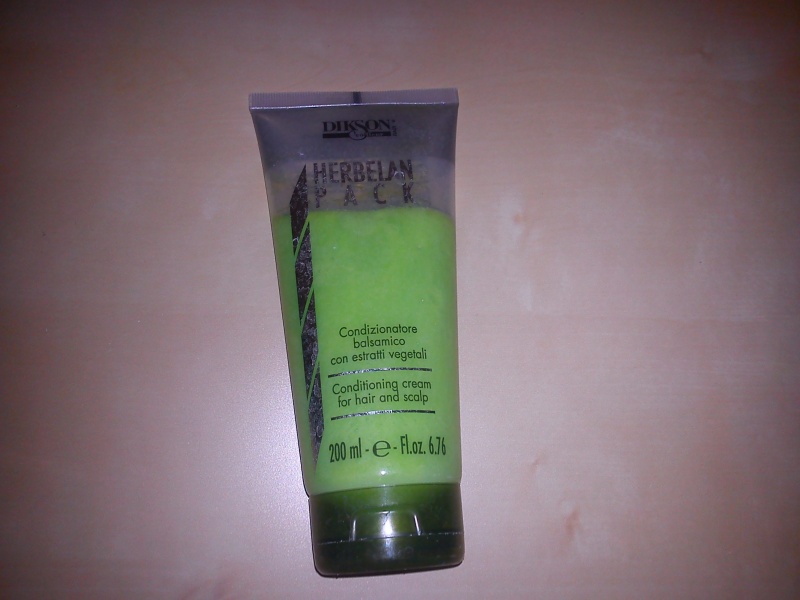 DIKSON
HERBELAN
PACK
Condizionatore
balsamico
con estratti vegetali
Conditioning cream
for hair and scalp
200 ml - e - Fl.oz. 6.76